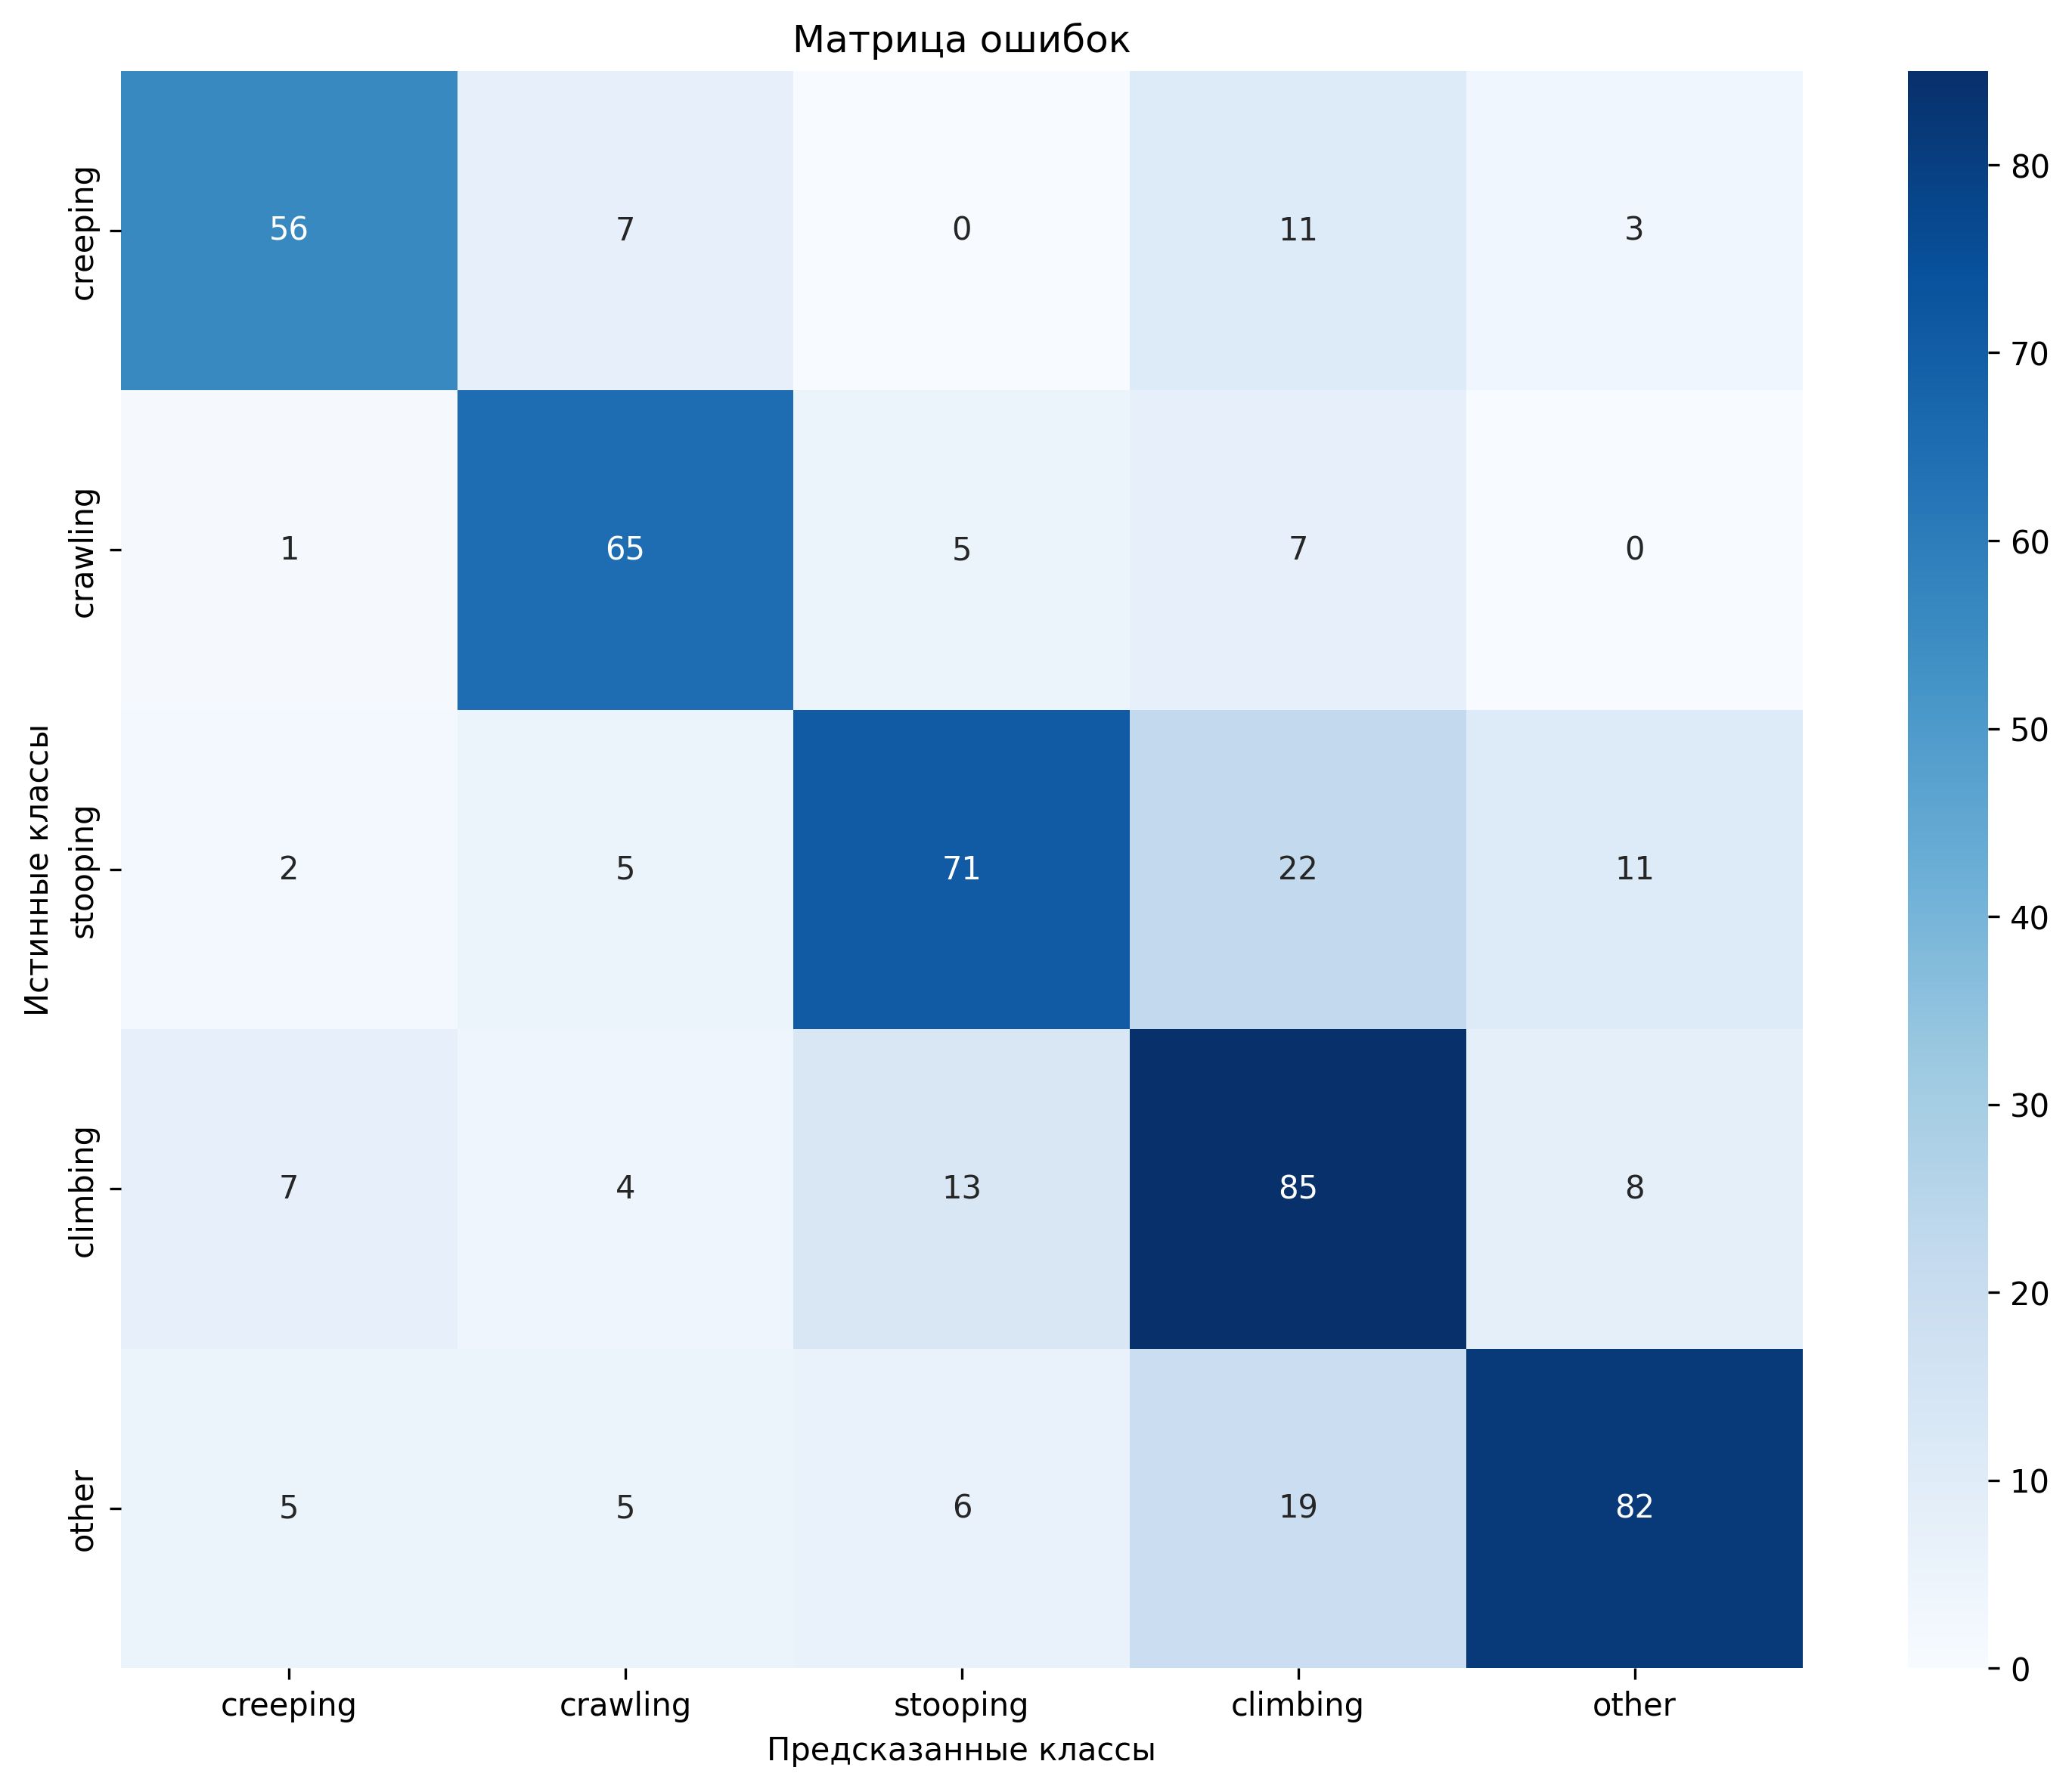 Матрица ошибок
creeping 56 7 0 11 3
crawling 1 65 5 7 0
stooping 2 5 71 22 11
climbing 7 4 13 85 8
other 5 5 6 19 82
Истинные классы
creeping crawling stooping climbing other
Предсказанные классы
80
70
60
50
40
30
20
10
0